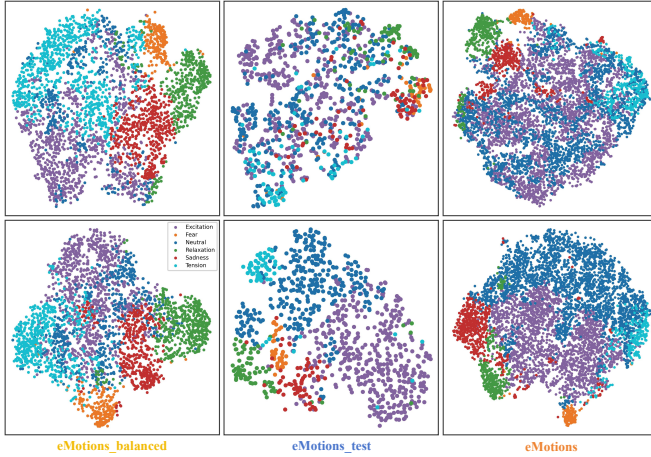 Excitation
Fear
Neutral
Relaxation
Sadness
Tension
eMotions_balanced
eMotions_test
eMotions